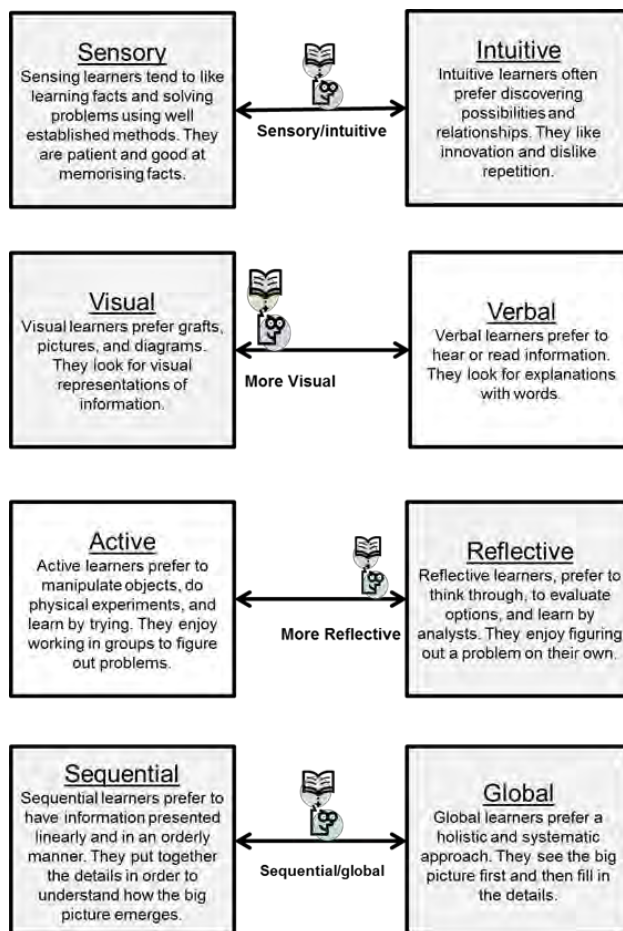 Sensory
Sensing learners tend to like
learning facts and solving
problems using well
established methods. They
are patient and good at
memorising facts.
Sensory/intuitive
Intuitive
Intuitive learners often
prefer discovering
possibilities and
relationships. They like
innovation and dislike
repetition.
Visual
Visual learners prefer grafts,
pictures, and diagrams.
They look for visual
representations of
information.
More Visual
Verbal
Verbal learners prefer to
hear or read information.
They look for explanations
with words.
Active
Active learners prefer to
manipulate objects, do
physical experiments, and
learn by trying. They enjoy
working in groups to figure
out problems.
More Reflective
Reflective
Reflective learners, prefer to
think through, to evaluate
options, and learn by
analysts. They enjoy figuring
out a problem on their own.
Sequential
Sequential learners prefer to
have information presented
linearly and in an orderly
manner. They put together
the details in order to
understand how the big
picture emerges.
Sequential/global
Global
Global learners prefer a
holistic and systematic
approach. They see the big
picture first and then fill in
the details.